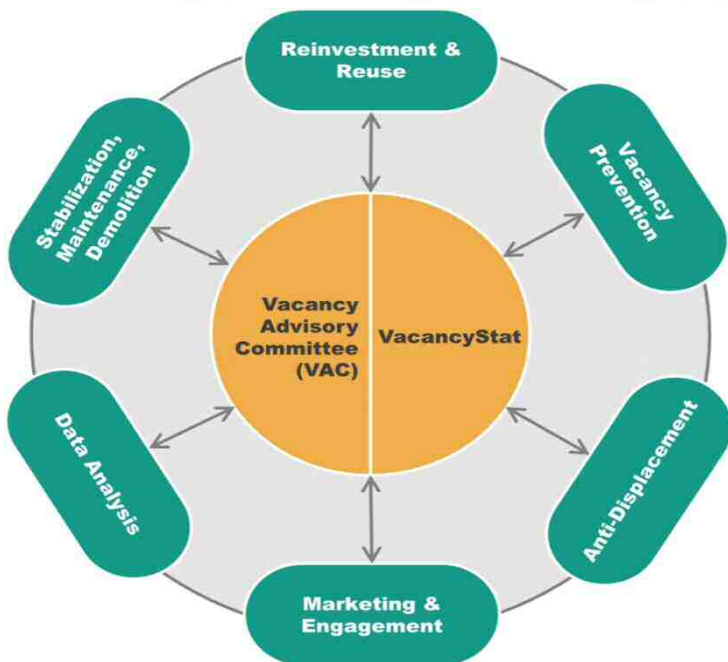 Reinvestment &
Reuse
Stabilization,
Maintenance,
Demolition
Vacancy
Prevention
Vacancy
Advisory
Committee
(VAC)
VacancyStat
Data Analysis
Anti-Displacement
Marketing &
Engagement